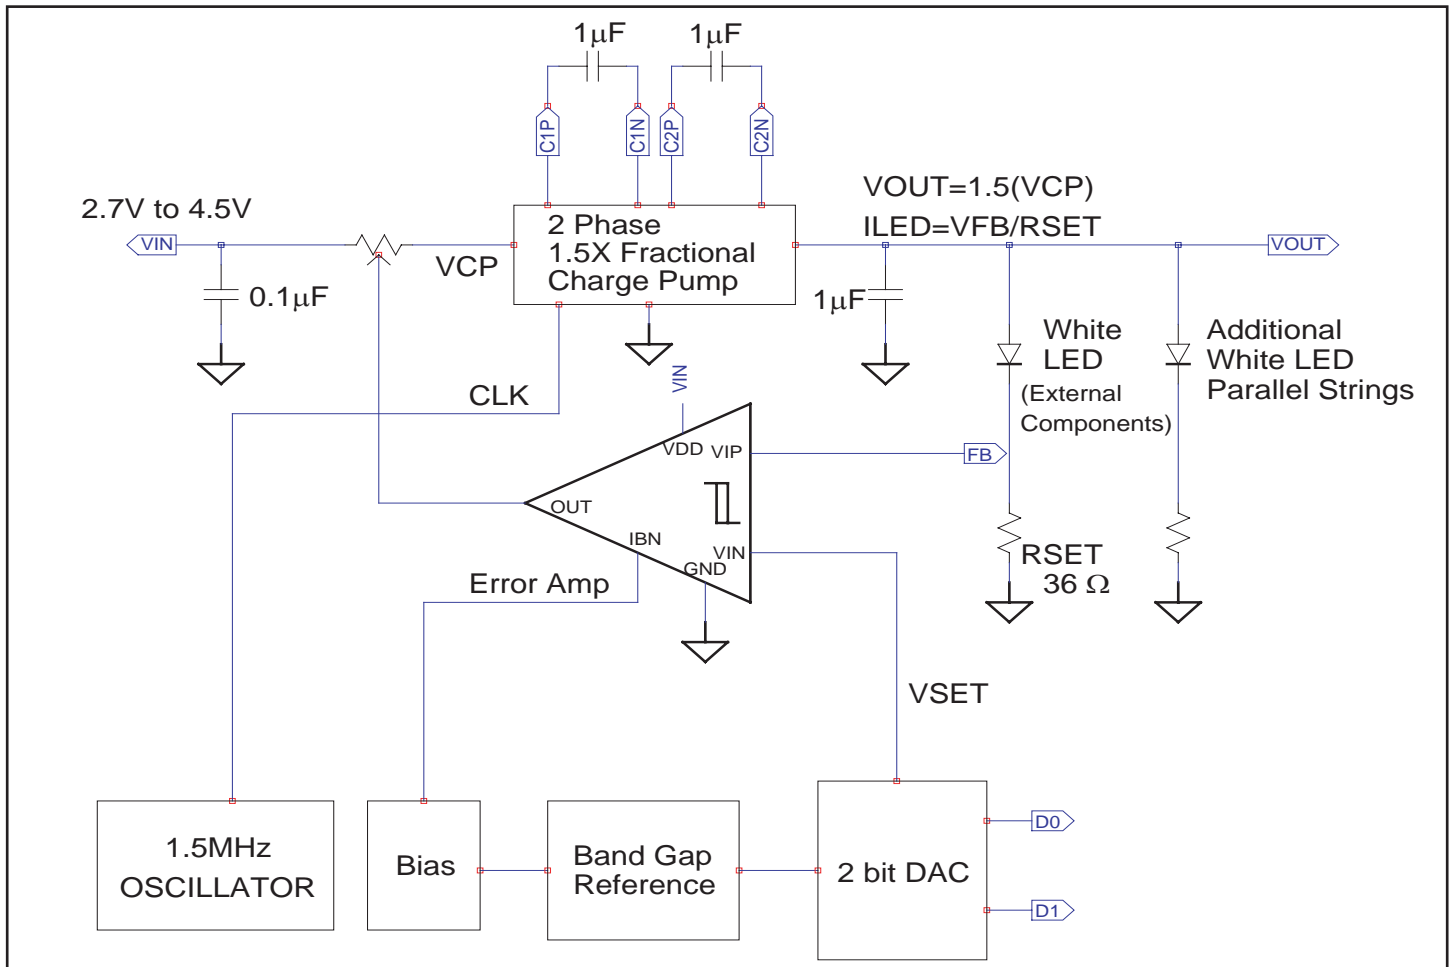 1μF
1μF
C1P
C1N
C2P
C2N
2.7V to 4.5V
VIN
VCP
0.1μF
2 Phase
1.5X Fractional
Charge Pump
VOUT=1.5(VCP)
ILED=VFB/RSET
VOUT
1μF
White
LED
(External
Components)
Additional
White LED
Parallel Strings
CLK
VIN
VDD
VIP
FB
OUT
IBN
VIN
GND
Error Amp
RSET
36 Ω
VSET
1.5MHz
OSCILLATOR
Bias
Band Gap
Reference
2 bit DAC
D0
D1